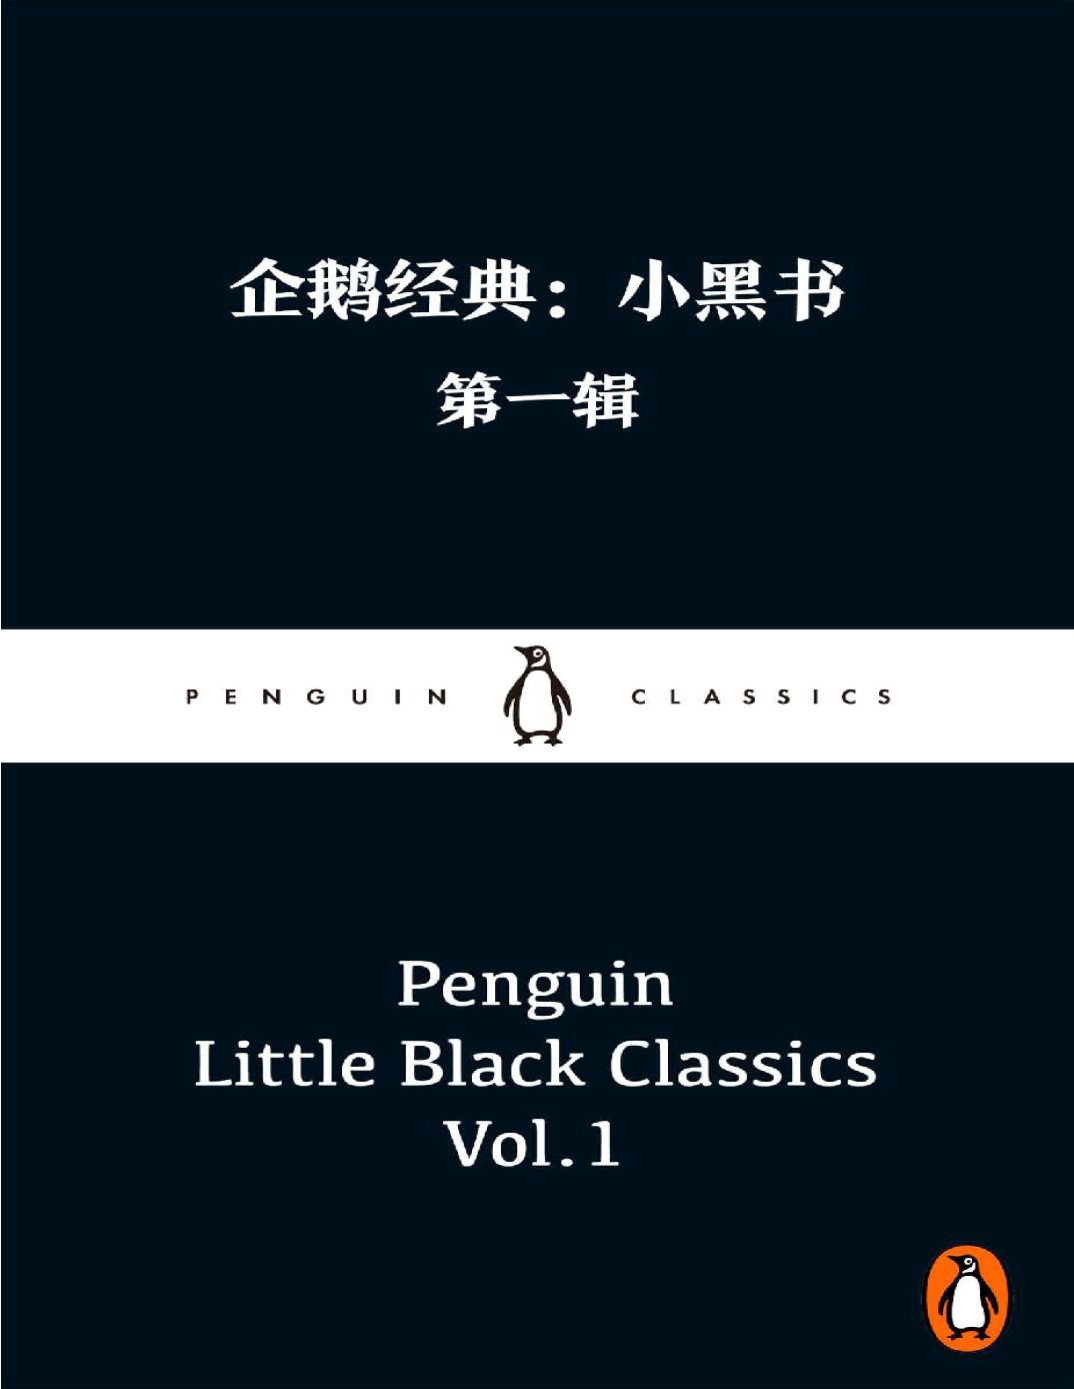 企鹅经典：小黑书
第一辑
PENGUIN CLASSICS
Penguin
Little Black Classics
Vol. 1